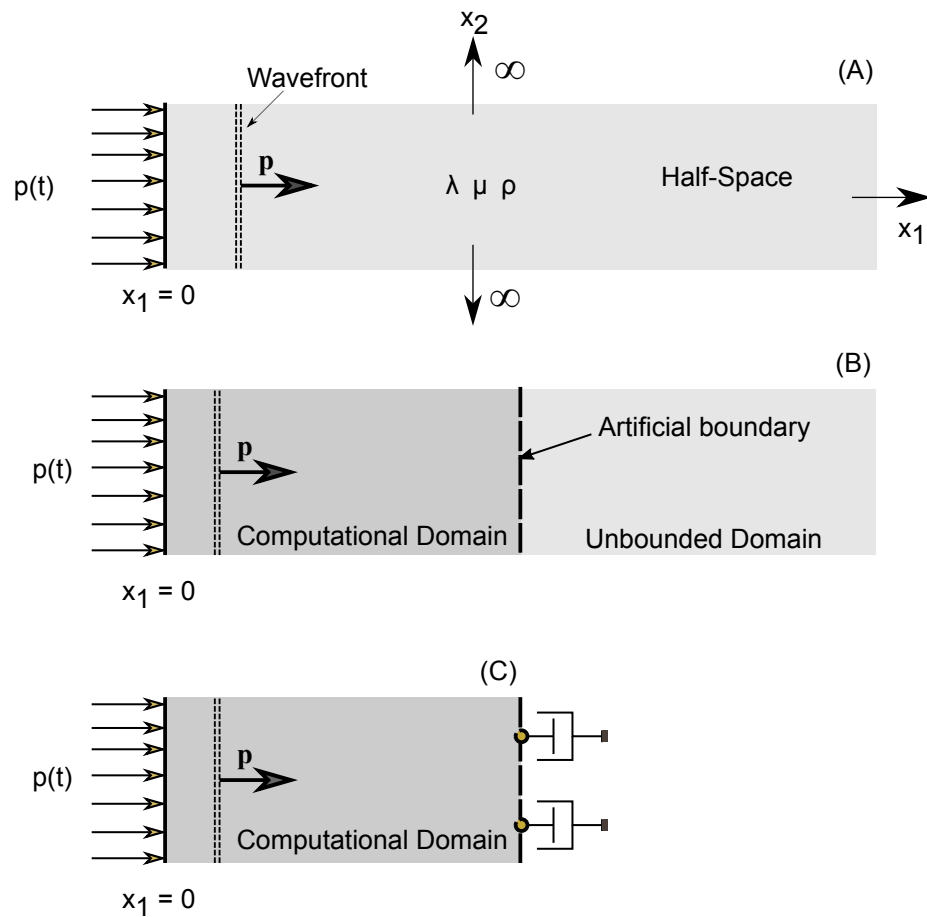 x2
∞
(A)
Wavefront
p
p(t)
λ μ ρ
Half-Space
x1
x1 = 0
∞
(B)
Artificial boundary
p
p(t)
Computational Domain
Unbounded Domain
x1 = 0
(C)
p
p(t)
Computational Domain
x1 = 0